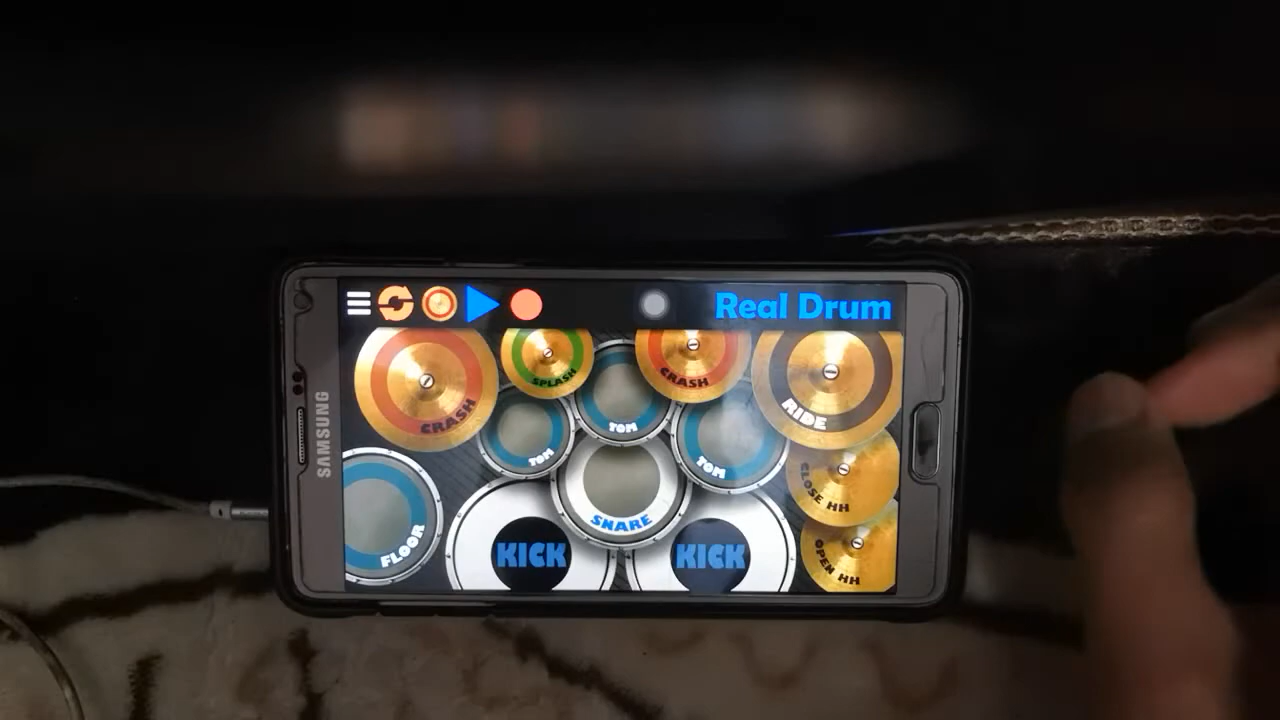 SAMSUNG
Real Drum
CRASH
SPLASH
CRASH
RIDE
TOM
TOM
TOM
CLOSE HH
FLOOR
SNARE
KICK
KICK
OPEN HH